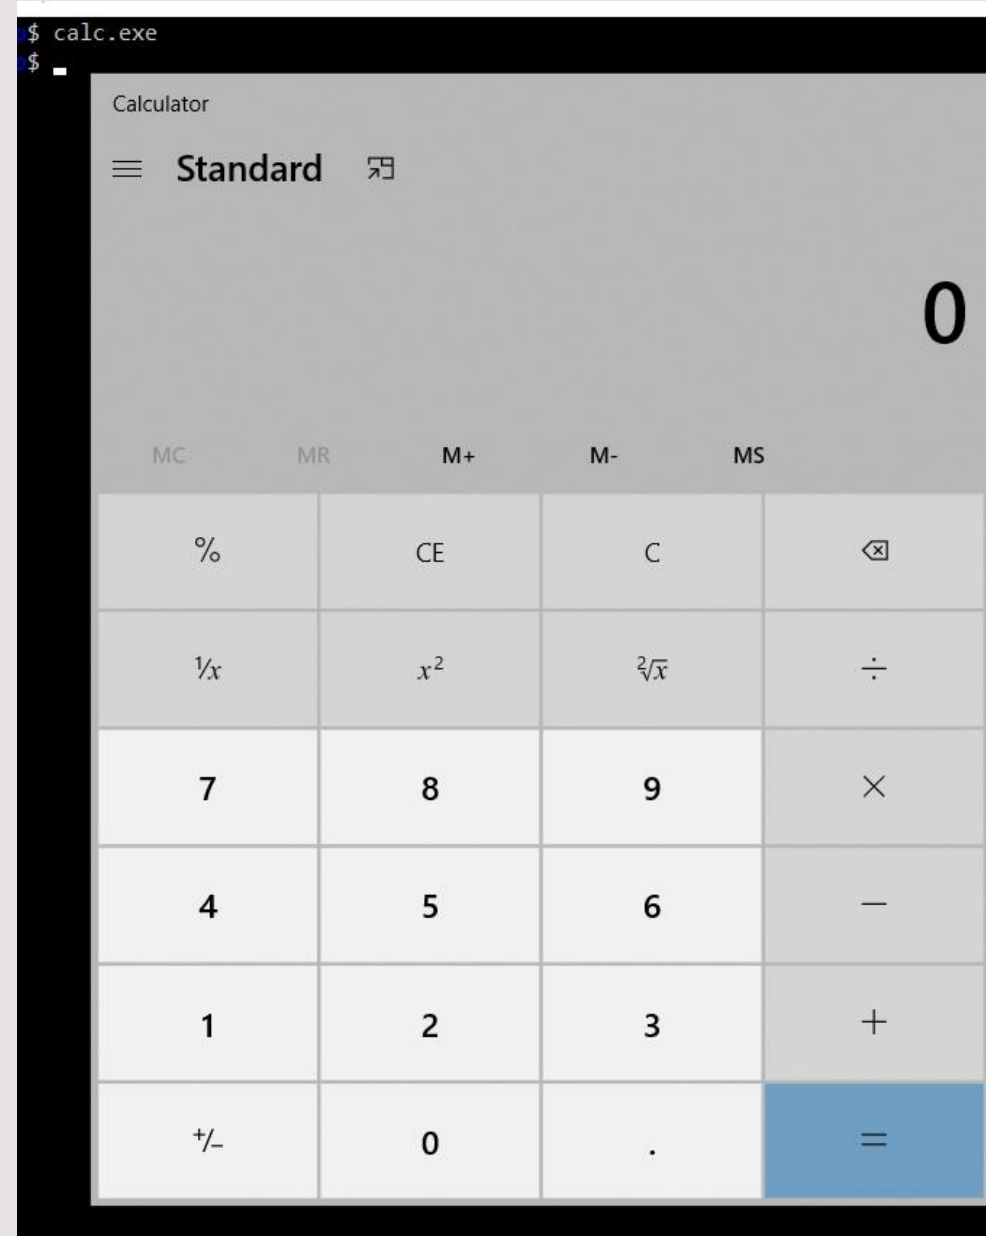 $ calc.exe
$
Calculator
Standard
0
MC MR M+ M- MS
% CE C
1/x x² ²√x ÷
7 8 9 ×
4 5 6 −
1 2 3 +
+/− 0 . =